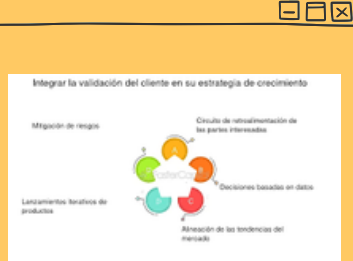 Integrar la validación del cliente en su estrategia de crecimiento
Mitigación de riesgos
Circuito de retroalimentación de
las partes interesadas
A
B
Decisiones basadas en datos
Lanzamientos iterativos de
productos
C
Alineación de las tendencias del
mercado